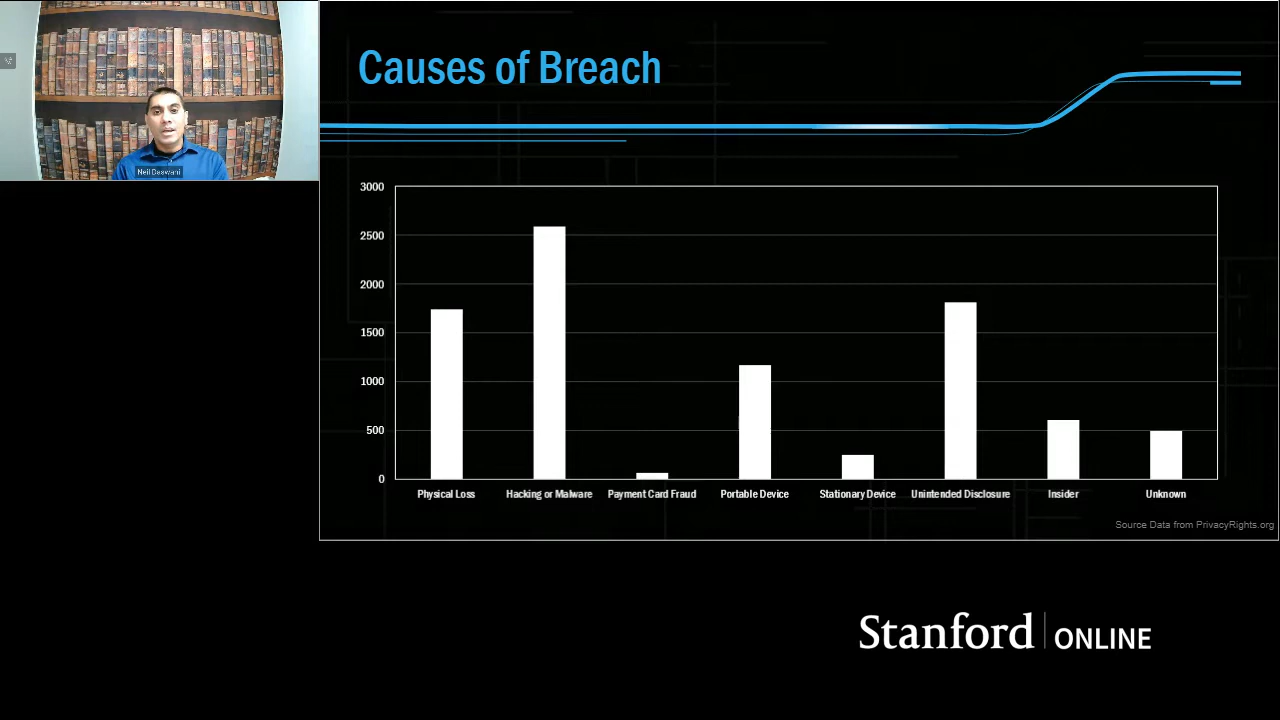 Neil Daswani
Causes of Breach
3000
2500
2000
1500
1000
500
0
Physical Loss
Hacking or Malware
Payment Card Fraud
Portable Device
Stationary Device
Unintended Disclosure
Insider
Unknown
Source Data from PrivacyRights.org
Stanford ONLINE